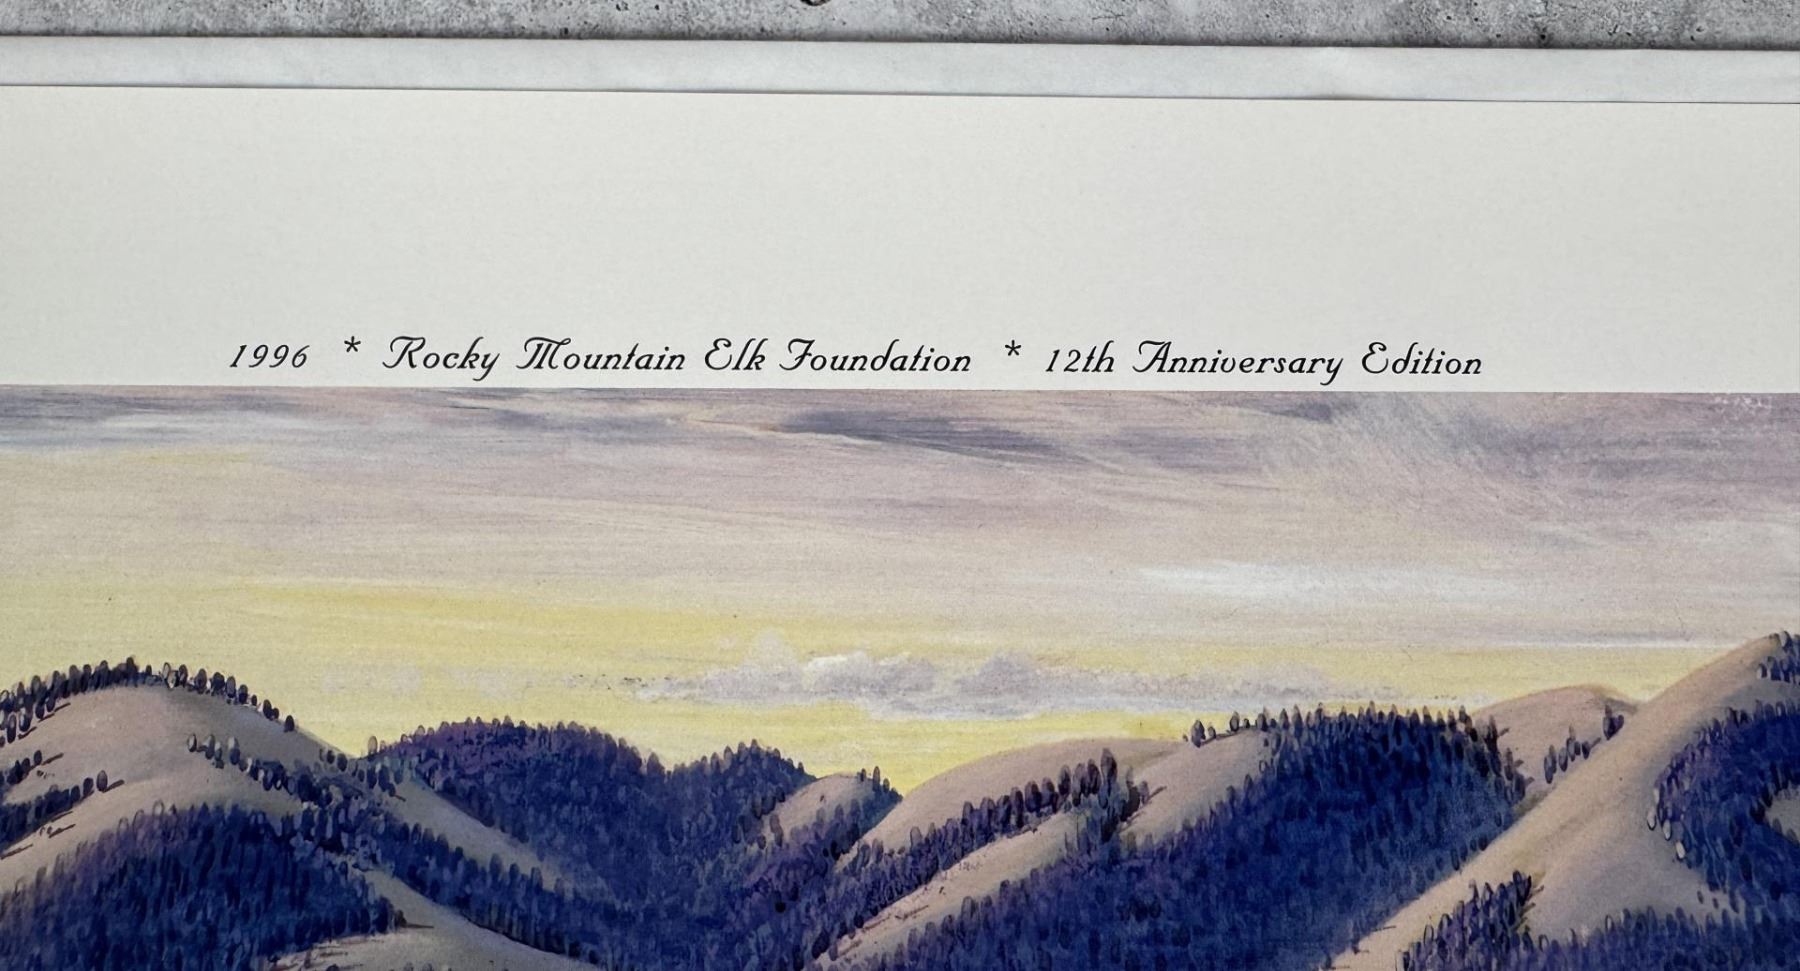 1996 * Rocky Mountain Elk Foundation * 12th Anniversary Edition